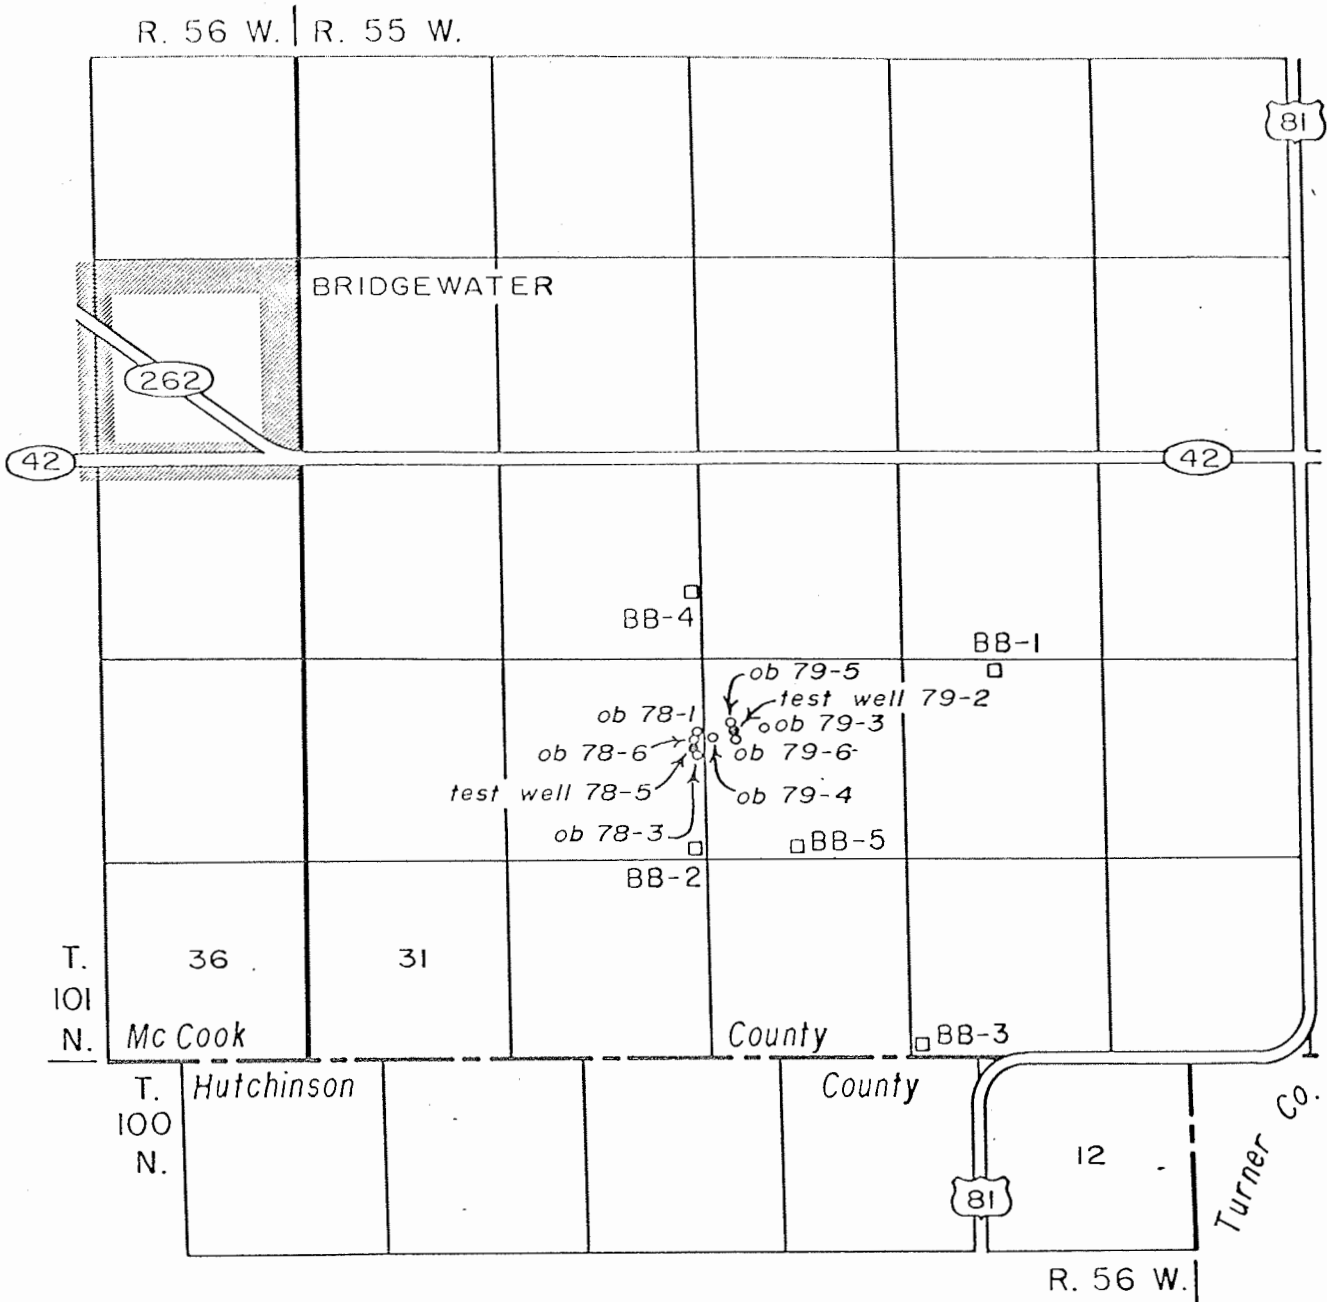 R. 56 W. R. 55 W.
81
BRIDGEWATER
262
42
42
BB-4
BB-1
ob 79-5
test well 79-2
ob 78-1
ob 79-3
ob 78-6
ob 79-6
test well 78-5
ob 79-4
ob 78-3
BB-5
BB-2
T.
101
N.
36
31
Mc Cook County
BB-3
T.
100
N.
Hutchinson County
12
81
Turner Co.
R. 56 W.